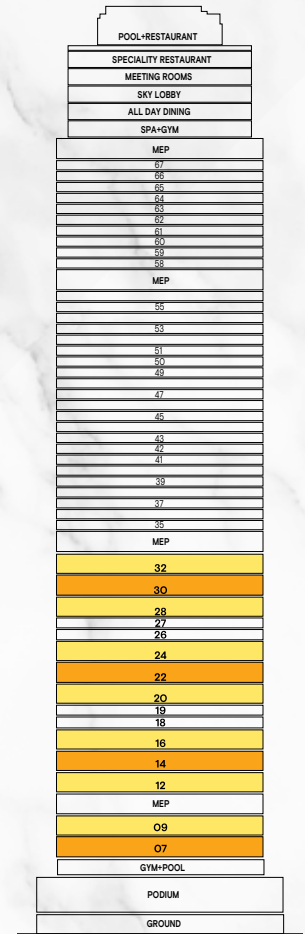 POOL+RESTAURANT
SPECIALITY RESTAURANT
MEETING ROOMS
SKY LOBBY
ALL DAY DINING
SPA+GYM
MEP
67
66
65
64
63
62
61
60
59
58
MEP
55
53
51
50
49
47
45
43
42
41
39
37
35
MEP
32
30
28
27
26
24
22
20
19
18
16
14
12
MEP
09
07
GYM+POOL
PODIUM
GROUND